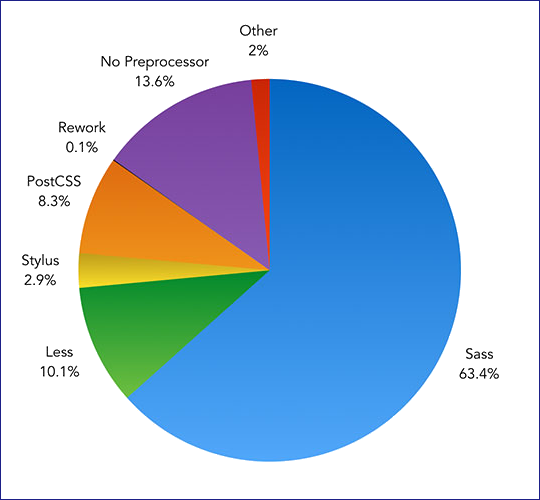 Other
2%
No Preprocessor
13.6%
Rework
0.1%
PostCSS
8.3%
Stylus
2.9%
Less
10.1%
Sass
63.4%